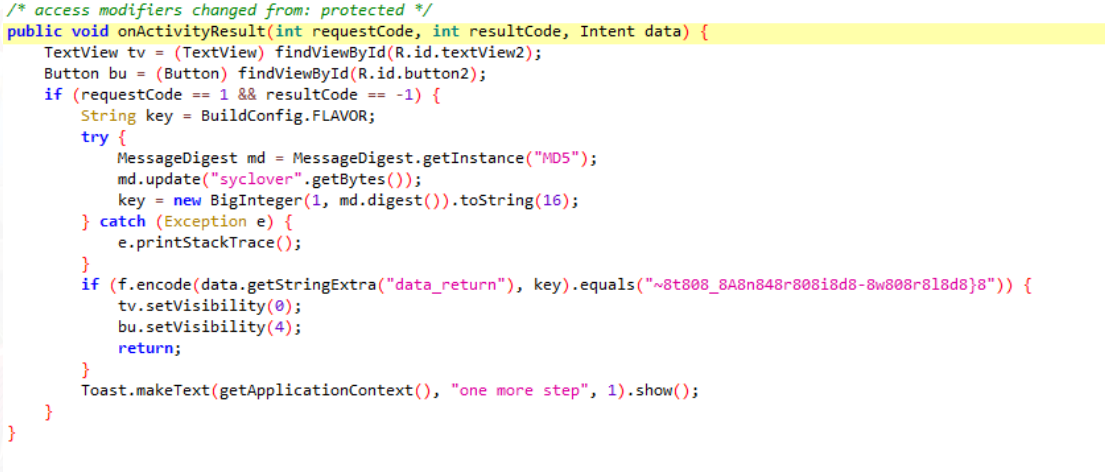 /* access modifiers changed from: protected */
public void onActivityResult(int requestCode, int resultCode, Intent data) {
    TextView tv = (TextView) findViewById(R.id.textView2);
    Button bu = (Button) findViewById(R.id.button2);
    if (requestCode == 1 && resultCode == -1) {
        String key = BuildConfig.FLAVOR;
        try {
            MessageDigest md = MessageDigest.getInstance("MD5");
            md.update("syclover".getBytes());
            key = new BigInteger(1, md.digest()).toString(16);
        } catch (Exception e) {
            e.printStackTrace();
        }
        if (f.encode(data.getStringExtra("data_return"), key).equals("~8t808_8A8n848r808i8d8-8w808r8l8d8}8")) {
            tv.setVisibility(0);
            bu.setVisibility(4);
            return;
        }
        Toast.makeText(getApplicationContext(), "one more step", 1).show();
    }
}